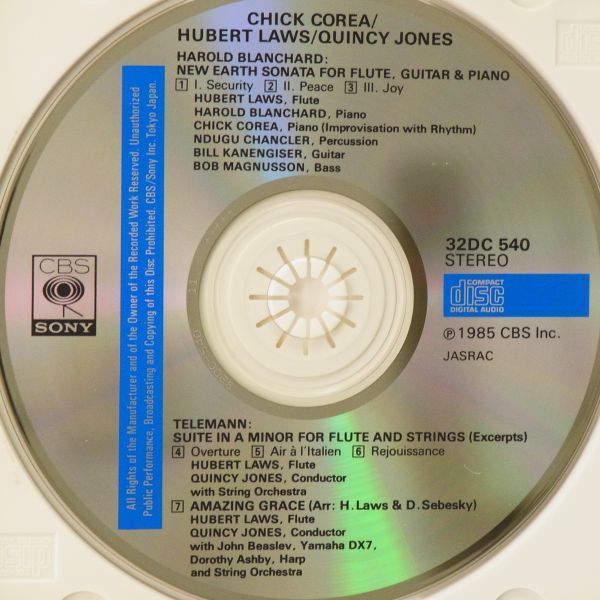 CHICK COREA/
HUBERT LAWS/QUINCY JONES
HAROLD BLANCHARD:
NEW EARTH SONATA FOR FLUTE, GUITAR & PIANO
1 I. Security 2 II. Peace 3 III. Joy
HUBERT LAWS, Flute
HAROLD BLANCHARD, Piano
CHICK COREA, Piano (Improvisation with Rhythm)
NDUGU CHANCLER, Percussion
BILL KANENGISER, Guitar
BOB MAGNUSSON, Bass
All Rights of the Manufacturer and of the Owner of the Recorded Work Reserved. Unauthorized
Public Performance, Broadcasting and Copying of this Disc Prohibited. CBS/Sony Inc. Tokyo Japan.
CBS
SONY
32DC 540
STEREO
COMPACT
disc
DIGITAL AUDIO
℗ 1985 CBS Inc.
JASRAC
TELEMANN:
SUITE IN A MINOR FOR FLUTE AND STRINGS (Excerpts)
4 Overture 5 Air à l'Italien 6 Rejouissance
HUBERT LAWS, Flute
QUINCY JONES, Conductor
with String Orchestra
7 AMAZING GRACE (Arr: H. Laws & D. Sebesky)
HUBERT LAWS, Flute
QUINCY JONES, Conductor
with John Beasley, Yamaha DX7,
Dorothy Ashby, Harp
and String Orchestra